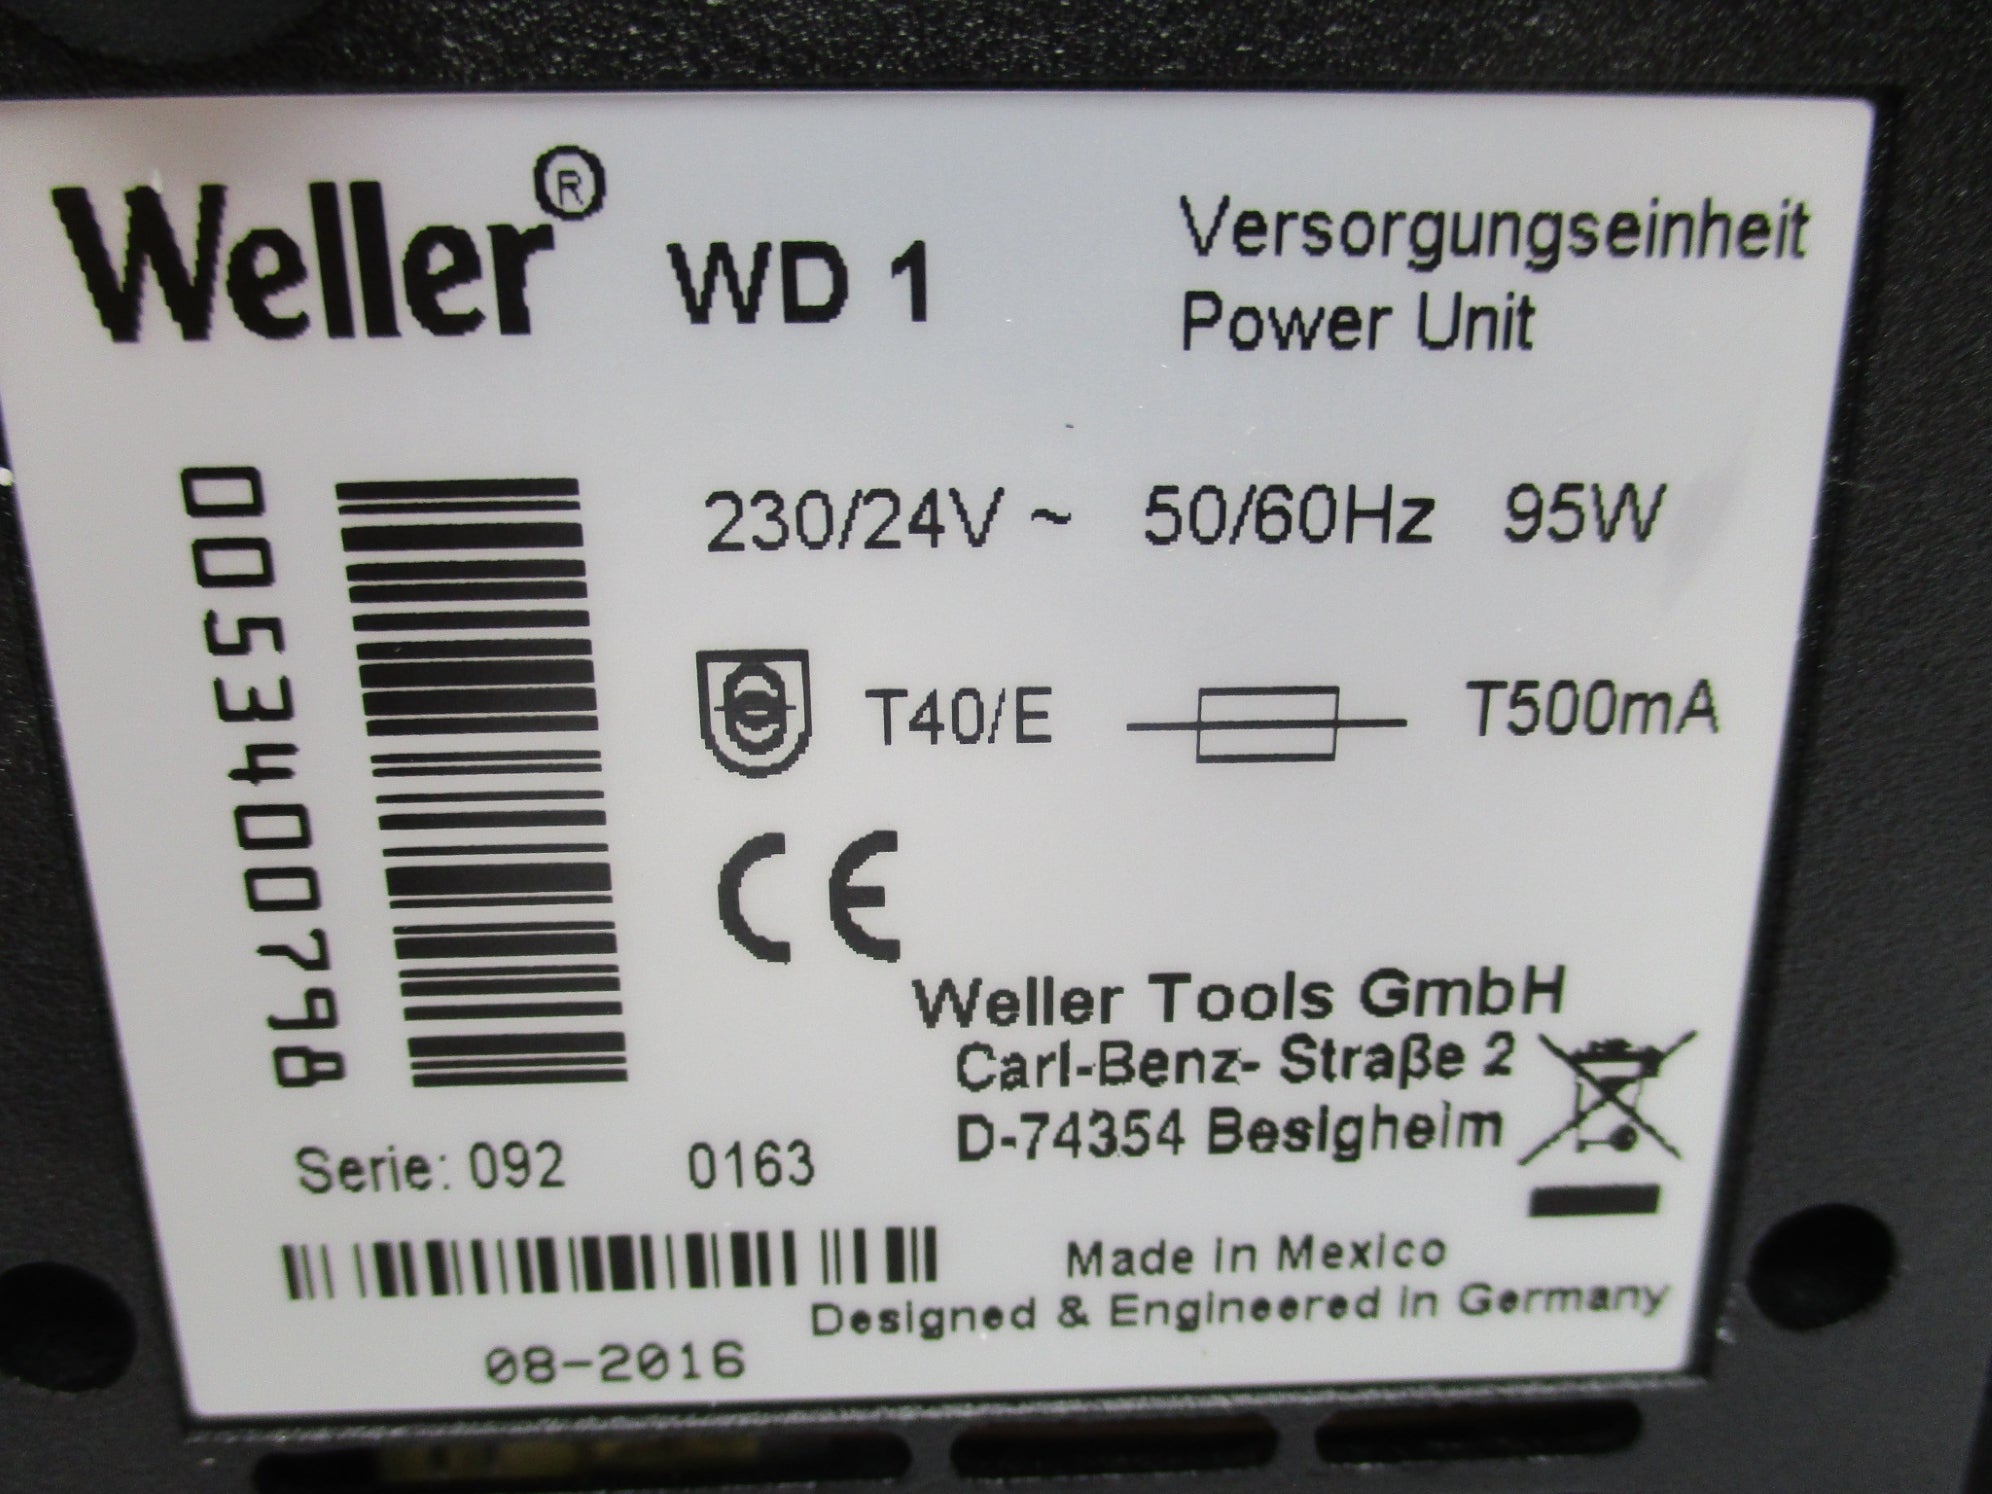 Weller® WD 1
Versorgungseinheit
Power Unit
0053400798
230/24V ~ 50/60Hz 95W
T40/E T500mA
CE
Weller Tools GmbH
Carl-Benz- Straße 2
D-74354 Besigheim
Serie: 092 0163
Made in Mexico
Designed & Engineered in Germany
08-2016